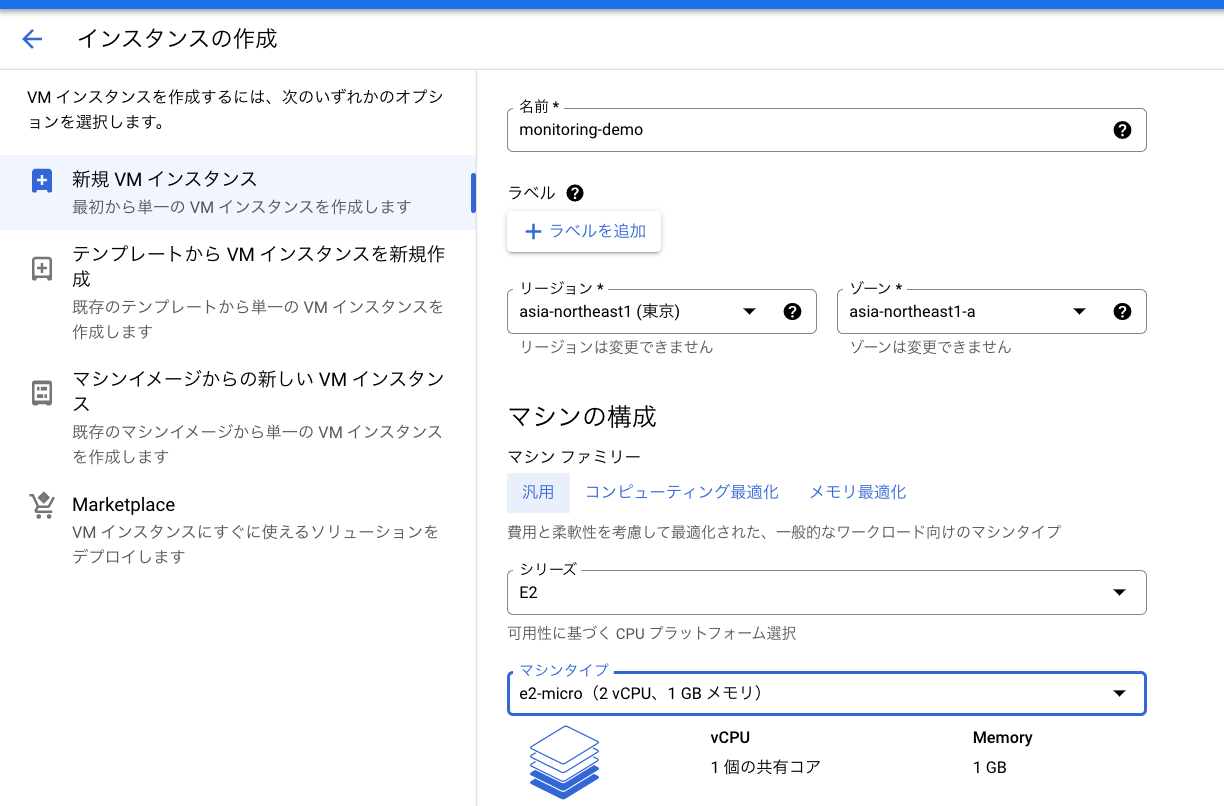 インスタンスの作成
VM インスタンスを作成するには、次のいずれかのオプシ
ョンを選択します。
新規 VM インスタンス
最初から単一の VM インスタンスを作成します
テンプレートから VM インスタンスを新規作
成
既存のテンプレートから単一の VM インスタンスを
作成します
マシンイメージからの新しい VM インスタン
ス
既存のマシンイメージから単一の VM インスタンス
を作成します
Marketplace
VM インスタンスにすぐに使えるソリューションを
デプロイします
名前 *
monitoring-demo
ラベル
ラベルを追加
リージョン *
asia-northeast1 (東京)
リージョンは変更できません
ゾーン *
asia-northeast1-a
ゾーンは変更できません
マシンの構成
マシン ファミリー
汎用 コンピューティング最適化 メモリ最適化
費用と柔軟性を考慮して最適化された、一般的なワークロード向けのマシンタイプ
シリーズ
E2
可用性に基づく CPU プラットフォーム選択
マシンタイプ
e2-micro（2 vCPU、1 GB メモリ）
vCPU Memory
1 個の共有コア 1 GB